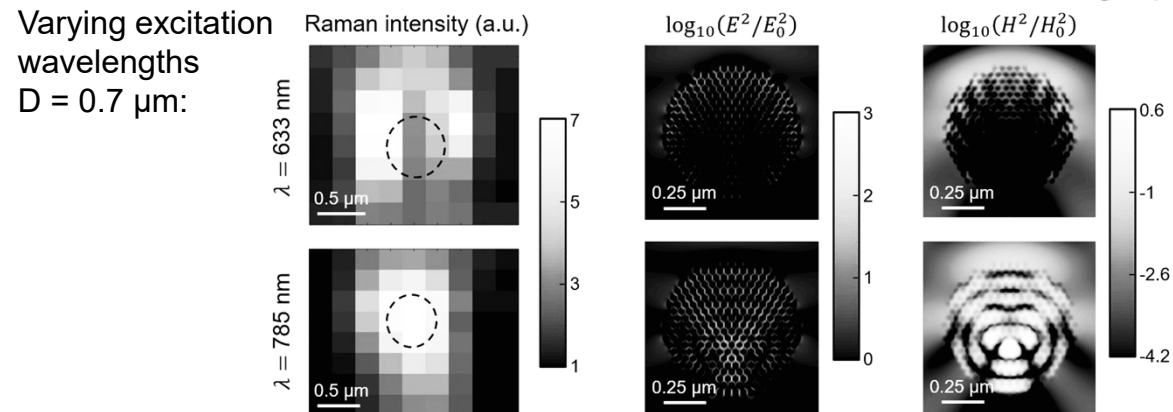 Varying excitation
wavelengths
D = 0.7 µm:
Raman intensity (a.u.)
log₁₀(E²/E₀²)
log₁₀(H²/H₀²)
λ = 633 nm
0.5 µm
7
5
3
1
0.25 µm
3
2
1
0
0.25 µm
0.6
-1
-2.6
-4.2
λ = 785 nm
0.5 µm
0.25 µm
0.25 µm